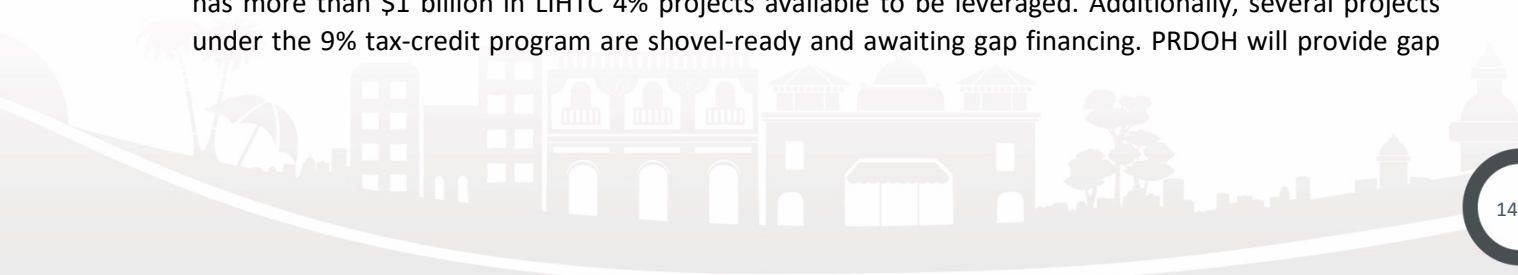 has more than $1 billion in LIHTC 4% projects available to be leveraged. Additionally, several projects
under the 9% tax-credit program are shovel-ready and awaiting gap financing. PRDOH will provide gap
14